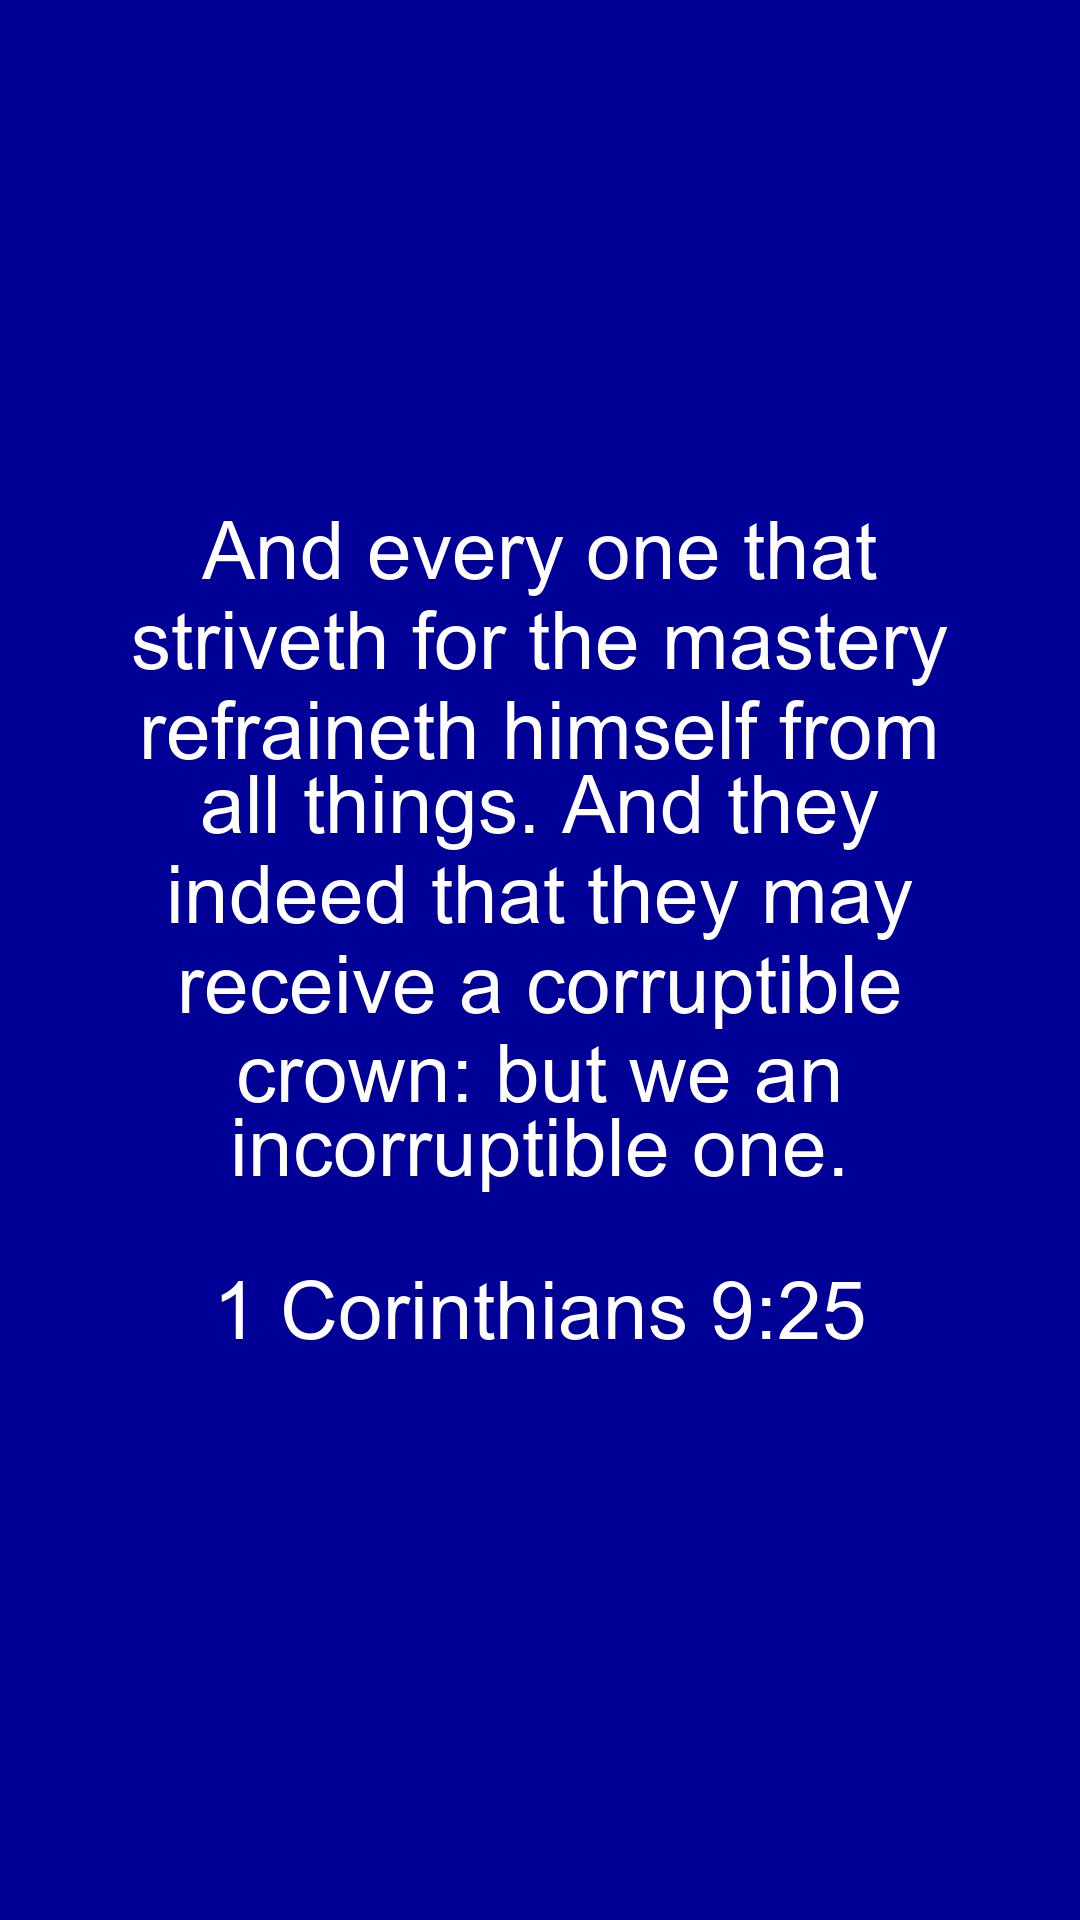 And every one that
striveth for the mastery
refraineth himself from
all things. And they
indeed that they may
receive a corruptible
crown: but we an
incorruptible one.
1 Corinthians 9:25